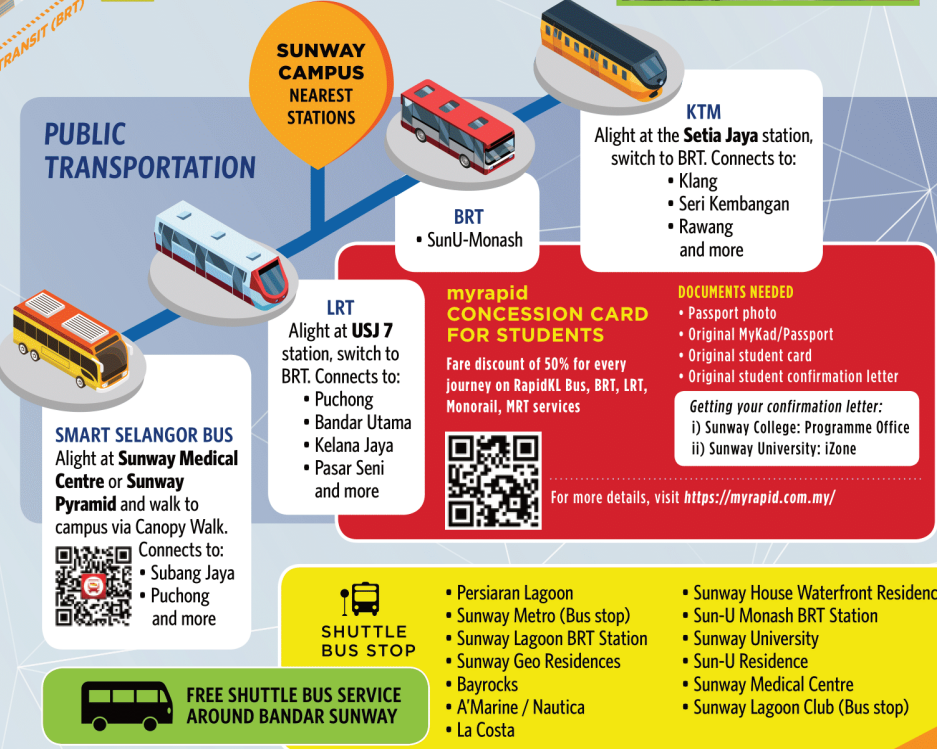 TRANSIT (BRT)
SUNWAY
CAMPUS
NEAREST
STATIONS
PUBLIC
TRANSPORTATION
KTM
Alight at the Setia Jaya station,
switch to BRT. Connects to:
• Klang
• Seri Kembangan
• Rawang
and more
BRT
• SunU-Monash
LRT
Alight at USJ 7
station, switch to
BRT. Connects to:
• Puchong
• Bandar Utama
• Kelana Jaya
• Pasar Seni
and more
SMART SELANGOR BUS
Alight at Sunway Medical
Centre or Sunway
Pyramid and walk to
campus via Canopy Walk.
Connects to:
• Subang Jaya
• Puchong
and more
myrapid
CONCESSION CARD
FOR STUDENTS
Fare discount of 50% for every
journey on RapidKL Bus, BRT, LRT,
Monorail, MRT services
DOCUMENTS NEEDED
• Passport photo
• Original MyKad/Passport
• Original student card
• Original student confirmation letter
Getting your confirmation letter:
i) Sunway College: Programme Office
ii) Sunway University: iZone
For more details, visit https://myrapid.com.my/
SHUTTLE
BUS STOP
• Persiaran Lagoon
• Sunway Metro (Bus stop)
• Sunway Lagoon BRT Station
• Sunway Geo Residences
• Bayrocks
• A'Marine / Nautica
• La Costa
• Sunway House Waterfront Residenc
• Sun-U Monash BRT Station
• Sunway University
• Sun-U Residence
• Sunway Medical Centre
• Sunway Lagoon Club (Bus stop)
FREE SHUTTLE BUS SERVICE
AROUND BANDAR SUNWAY